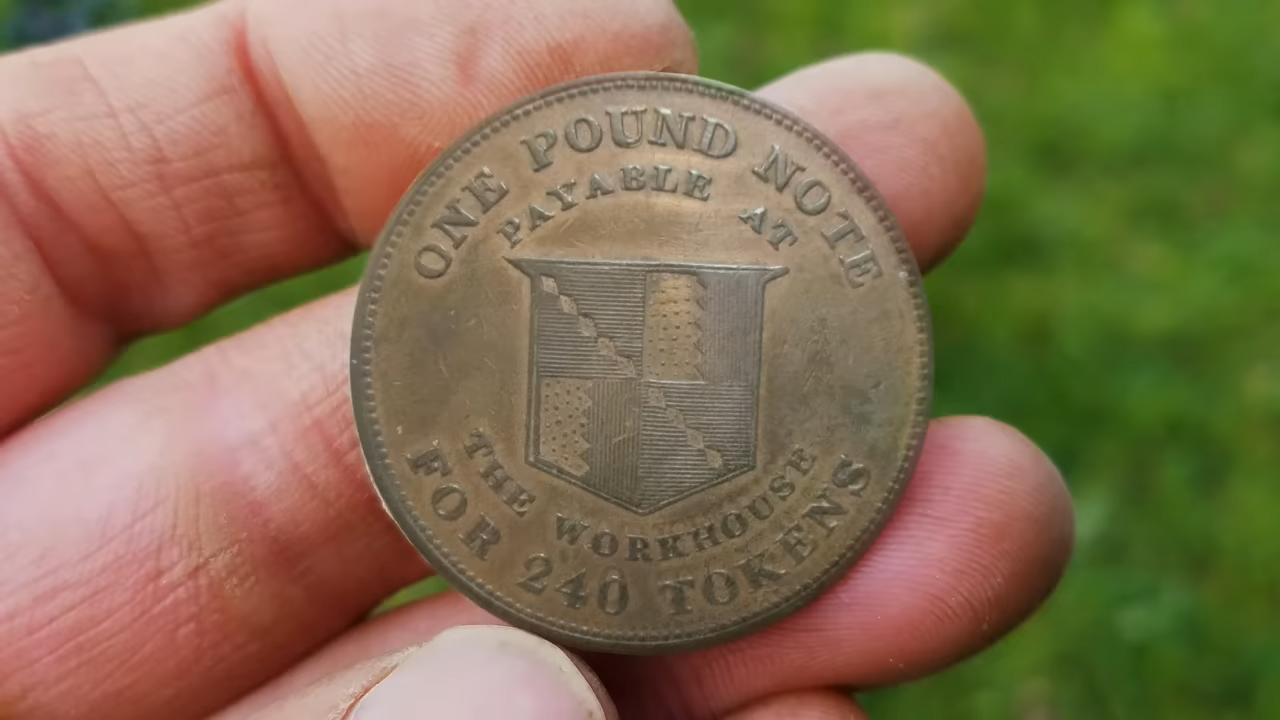 ONE POUND NOTE
PAYABLE AT
THE WORKHOUSE
FOR 240 TOKENS